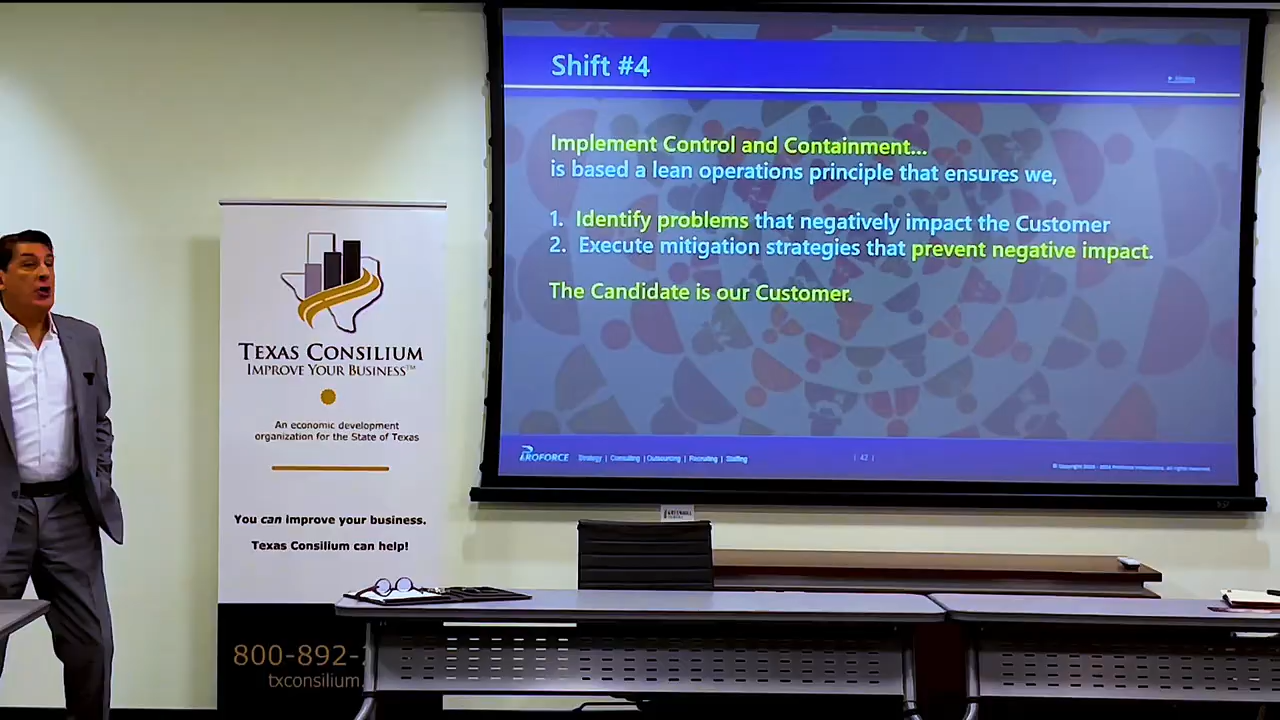 Shift #4
Implement Control and Containment...
is based a lean operations principle that ensures we,
1. Identify problems that negatively impact the Customer
2. Execute mitigation strategies that prevent negative impact.
The Candidate is our Customer.
PROFORCE Strategy | Consulting | Outsourcing | Recruiting | Staffing
| 42 |
TEXAS CONSILIUM
IMPROVE YOUR BUSINESS™
An economic development
organization for the State of Texas
You can improve your business.
Texas Consilium can help!
800-892-
txconsilium.